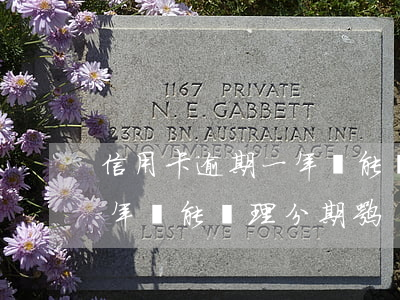 1167 PRIVATE
N. E. GABBETT
23RD BN. AUSTRALIAN INF.
NOVEMBER 1915 AGE 19
信用卡逾期一年 能
年 能 理分期鹗
LEST WE FORGET